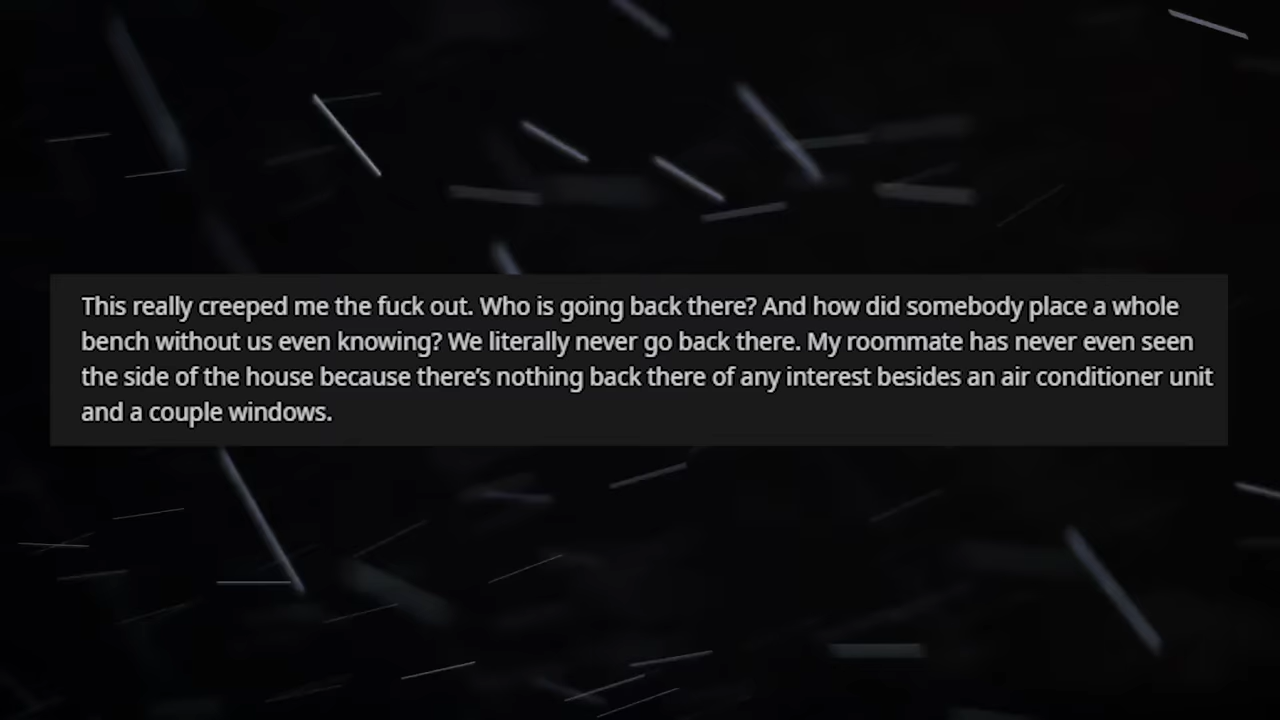 This really creeped me the fuck out. Who is going back there? And how did somebody place a whole
bench without us even knowing? We literally never go back there. My roommate has never even seen
the side of the house because there’s nothing back there of any interest besides an air conditioner unit
and a couple windows.